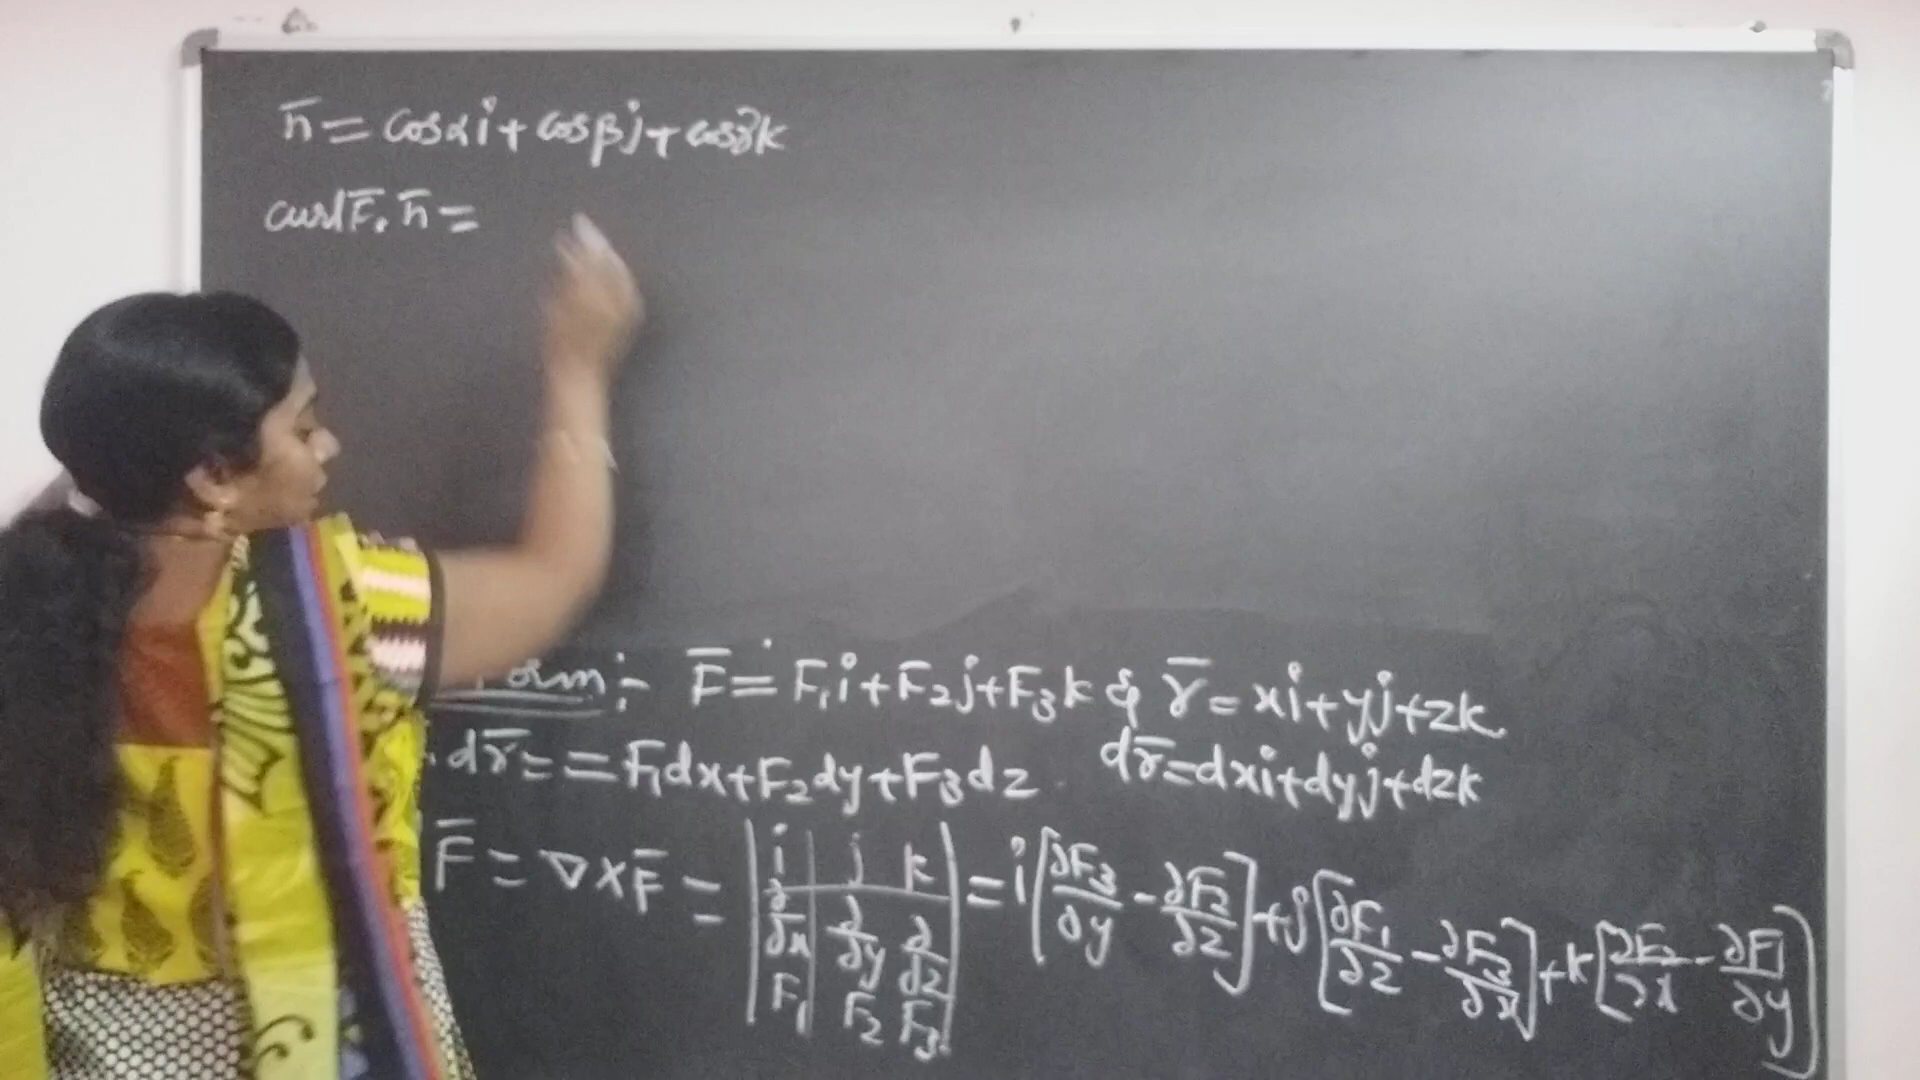 n̄ = cosαi + cosβj + cosγk
curl F̄ . n̄ =
form :- F̄ = F₁i + F₂j + F₃k & r̄ = xi + yj + zk
. dr̄ = = F₁dx + F₂dy + F₃dz dr̄ = dxi + dyj + dzk
F̄ = ∇ × F̄ = | i j k ; ∂/∂x ∂/∂y ∂/∂z ; F₁ F₂ F₃ | = i[∂F₃/∂y - ∂F₂/∂z] + j[∂F₁/∂z - ∂F₃/∂x] + k[∂F₂/∂x - ∂F₁/∂y]